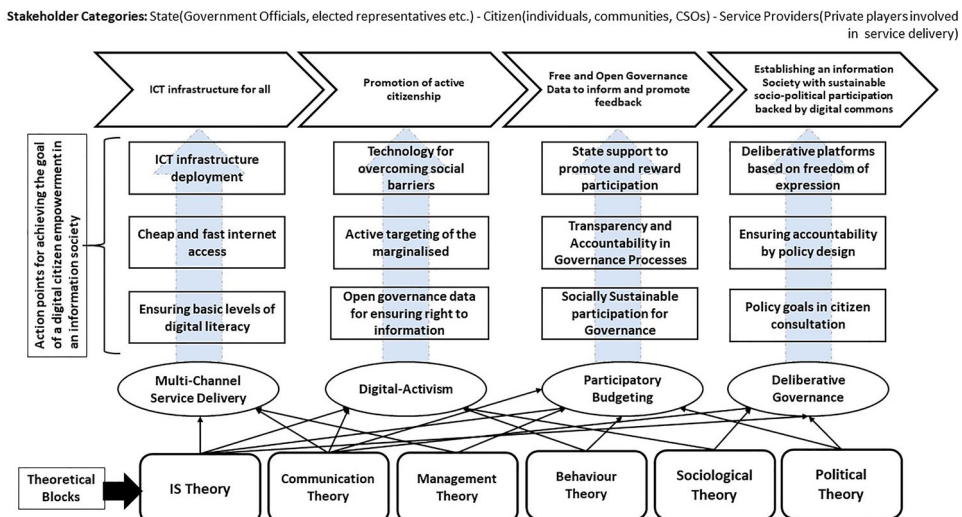 Stakeholder Categories: State(Government Officials, elected representatives etc.) - Citizen(individuals, communities, CSOs) - Service Providers(Private players involved
in service delivery)
ICT infrastructure for all
Promotion of active
citizenship
Free and Open Governance
Data to inform and promote
feedback
Establishing an information
Society with sustainable
socio-political participation
backed by digital commons
Action points for achieving the goal
of a digital citizen empowerment in
an information society
ICT infrastructure
deployment
Technology for
overcoming social
barriers
State support to
promote and reward
participation
Deliberative platforms
based on freedom of
expression
Cheap and fast internet
access
Active targeting of the
marginalised
Transparency and
Accountability in
Governance Processes
Ensuring accountability
by policy design
Ensuring basic levels of
digital literacy
Open governance data
for ensuring right to
information
Socially Sustainable
participation for
Governance
Policy goals in citizen
consultation
Multi-Channel
Service Delivery
Digital-Activism
Participatory
Budgeting
Deliberative
Governance
Theoretical
Blocks
IS Theory
Communication
Theory
Management
Theory
Behaviour
Theory
Sociological
Theory
Political
Theory